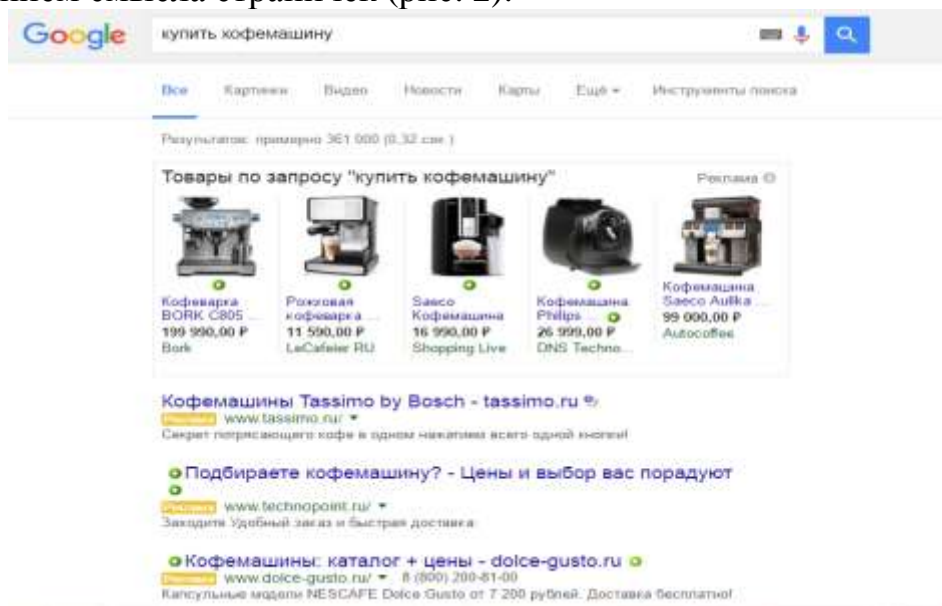 Google
купить кофемашину
Все Картинки Видео Новости Карты Ещё Инструменты поиска
Результатов: примерно 361 000 (0,32 сек.)
Товары по запросу "купить кофемашину" Реклама
Кофеварка BORK C805 ...
199 990,00 ₽
Bork
Рожковая кофеварка ...
11 590,00 ₽
LeCafeier RU
Saeco Кофемашина
16 990,00 ₽
Shopping Live
Кофемашина Philips ...
26 999,00 ₽
DNS Techno...
Кофемашина Saeco Aulika ...
99 000,00 ₽
Autocoffee
Кофемашины Tassimo by Bosch - tassimo.ru
Реклама www.tassimo.ru/
Секрет потрясающего кофе в одном нажатии всего одной кнопки!
Подбираете кофемашину? - Цены и выбор вас порадуют
Реклама www.technopoint.ru/
Заходите Удобный заказ и быстрая доставка
Кофемашины: каталог + цены - dolce-gusto.ru
Реклама www.dolce-gusto.ru/ 8 (800) 200-81-00
Капсульные модели NESCAFE Dolce Gusto от 7 200 рублей. Доставка бесплатно!